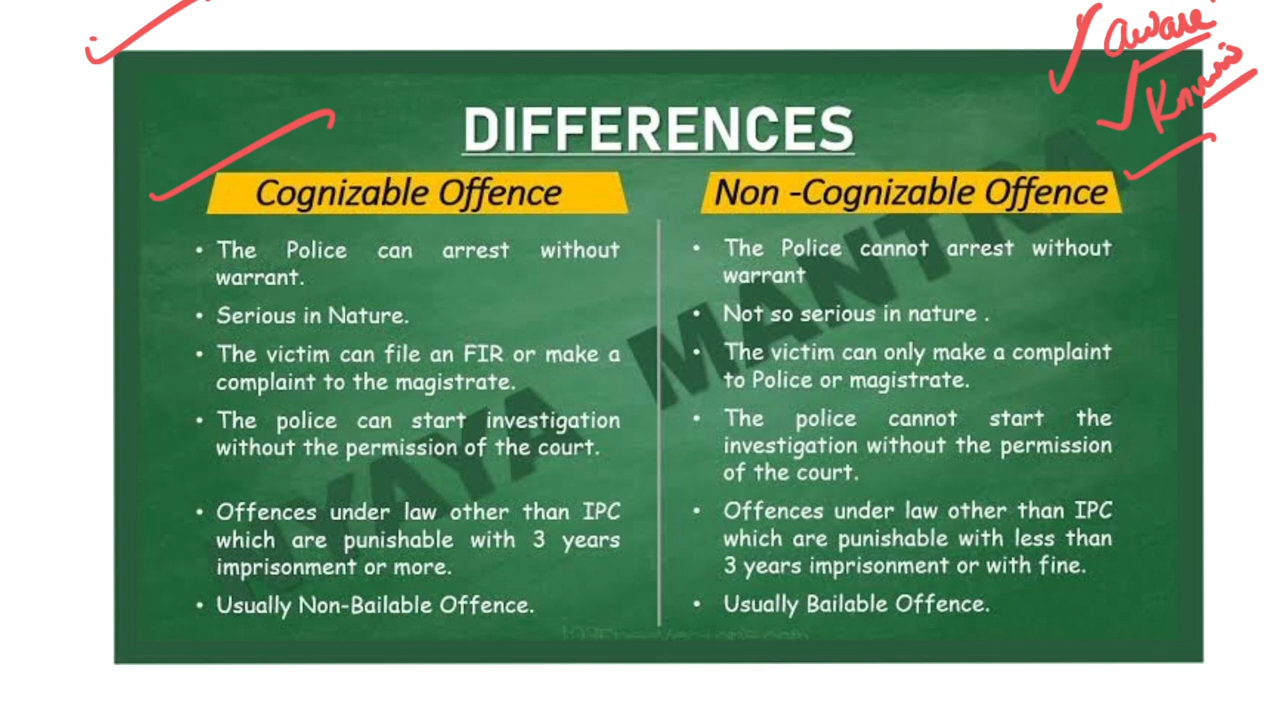 aware
DIFFERENCES
Cognizable Offence
• The Police can arrest without
warrant.
• Serious in Nature.
• The victim can file an FIR or make a
complaint to the magistrate.
• The police can start investigation
without the permission of the court.
• Offences under law other than IPC
which are punishable with 3 years
imprisonment or more.
• Usually Non-Bailable Offence.
Non -Cognizable Offence
• The Police cannot arrest without
warrant
• Not so serious in nature .
• The victim can only make a complaint
to Police or magistrate.
• The police cannot start the
investigation without the permission
of the court.
• Offences under law other than IPC
which are punishable with less than
3 years imprisonment or with fine.
• Usually Bailable Offence.
NYAYA MANTRA